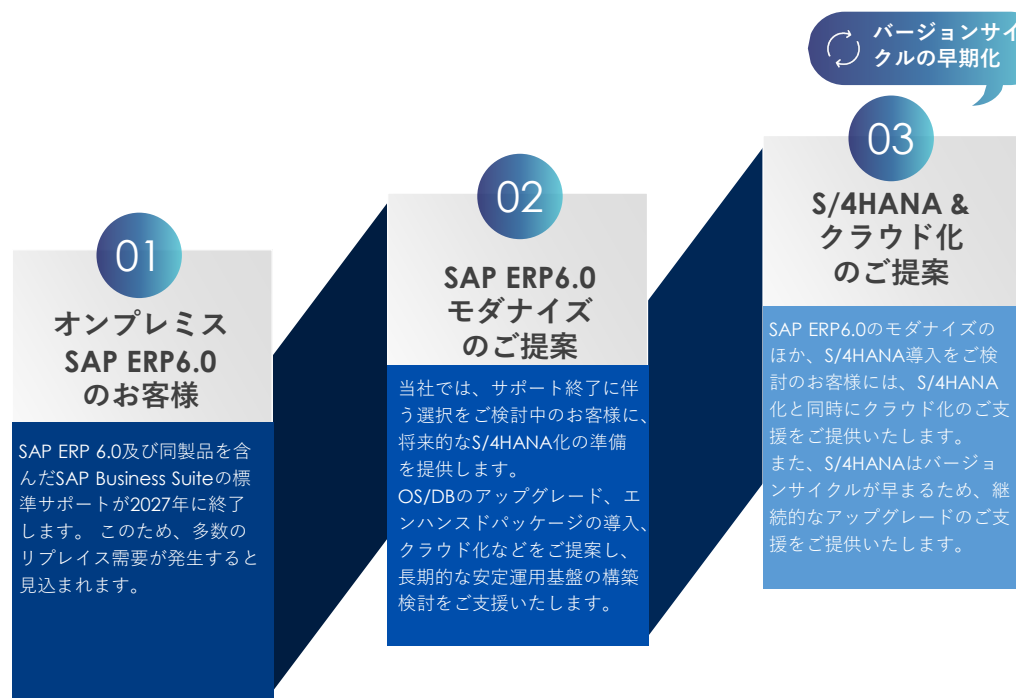 バージョンサイ
クルの早期化
01
オンプレミス
SAP ERP6.0
のお客様
SAP ERP 6.0及び同製品を含
んだSAP Business Suiteの標
準サポートが2027年に終了
します。 このため、多数の
リプレイス需要が発生すると
見込まれます。
02
SAP ERP6.0
モダナイズ
のご提案
当社では、サポート終了に伴
う選択をご検討中のお客様に、
将来的なS/4HANA化の準備
を提供します。
OS/DBのアップグレード、エ
ンハンスドパッケージの導入、
クラウド化などをご提案し、
長期的な安定運用基盤の構築
検討をご支援いたします。
03
S/4HANA &
クラウド化
のご提案
SAP ERP6.0のモダナイズの
ほか、S/4HANA導入をご検
討のお客様には、S/4HANA
化と同時にクラウド化のご支
援をご提供いたします。
また、S/4HANAはバージョ
ンサイクルが早まるため、継
続的なアップグレードのご支
援をご提供いたします。